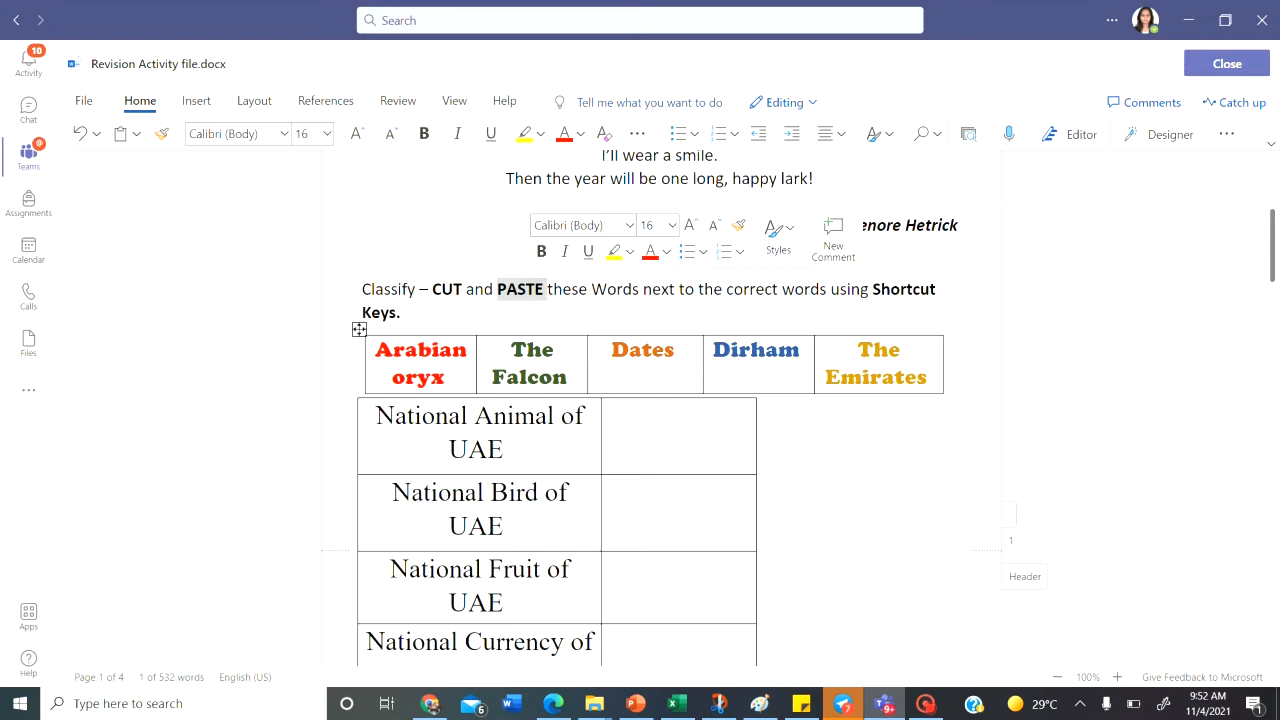 Search
10
Activity
Revision Activity file.docx
Close
File Home Insert Layout References Review View Help Tell me what you want to do Editing Comments Catch up
Chat
Calibri (Body) 16 B I U A Editor Designer
Teams
I'll wear a smile.
Then the year will be one long, happy lark!
Assignments
Calendar
Calls
Files
Calibri (Body) 16 Styles New Comment
B I U A
enore Hetrick
Classify – CUT and PASTE these Words next to the correct words using Shortcut
Keys.
Arabian oryx
The Falcon
Dates
Dirham
The Emirates
National Animal of
UAE
National Bird of
UAE
National Fruit of
UAE
National Currency of
1
Header
Apps
Help
Page 1 of 4 1 of 532 words English (US) 100% Give Feedback to Microsoft
Type here to search
6
9+
29°C
9:52 AM
11/4/2021
1